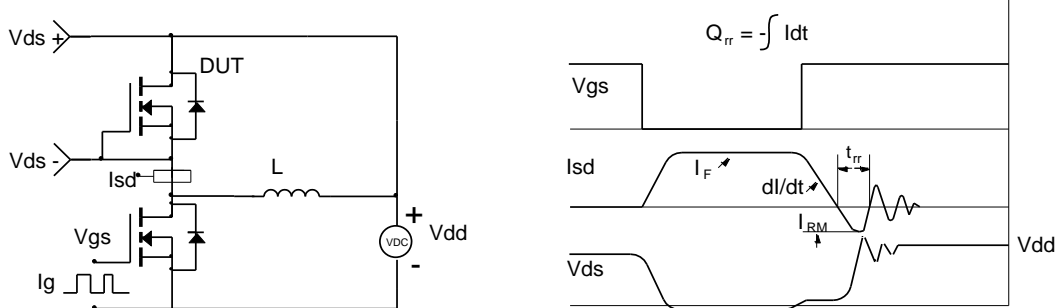 Vds +
DUT
Vds -
Isd
L
Vgs
Ig
+
VDC
-
Vdd
Qrr = -∫ Idt
Vgs
Isd
IF
dI/dt
trr
IRM
Vds
Vdd